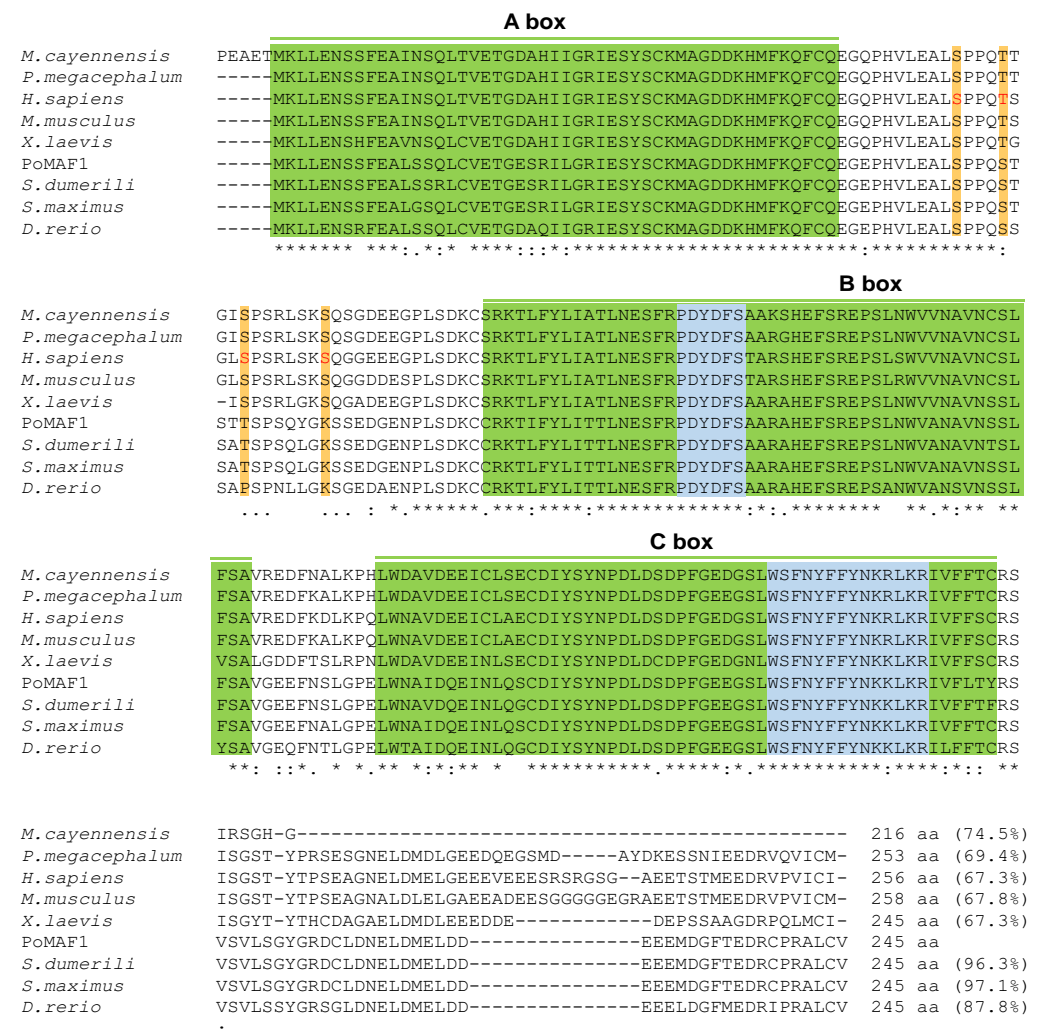 A box
M.cayennensis PEAETMKLLENSSFEAINSQLTVETGDAHIIGRIESYSCKMAGDDKHMFKQFCQEGQPHVLEALSPPQTT
P.megacephalum -----MKLLENSSFEAINSQLTVETGDAHIIGRIESYSCKMAGDDKHMFKQFCQEGQPHVLEALSPPQTT
H.sapiens -----MKLLENSSFEAINSQLTVETGDAHIIGRIESYSCKMAGDDKHMFKQFCQEGQPHVLEALSPPQTS
M.musculus -----MKLLENSSFEAINSQLTVETGDAHIIGRIESYSCKMAGDDKHMFKQFCQEGQPHVLEALSPPQTS
X.laevis -----MKLLENSHFEAVNSQLCVETGDAHIIGRIESYSCKMAGDDKHMFKQFCQEGQPHVLEALSPPQTG
PoMAF1 -----MKLLENSSFEALSSQLCVETGESRILGRIESYSCKMAGDDKHMFKQFCQEGEPHVLEALSPPQST
S.dumerili -----MKLLENSSFEALSSRLCVETGESRILGRIESYSCKMAGDDKHMFKQFCQEGEPHVLEALSPPQST
S.maximus -----MKLLENSSFEALGSQLCVETGESRILGRIESYSCKMAGDDKHMFKQFCQEGEPHVLEALSPPQST
D.rerio -----MKLLENSRFEALSSQLCVETGDAQIIGRIESYSCKMAGDDKHMFKQFCQEGEPHVLEALSPPQSS
******* ***:.*:* ****:::*:*************************:***********:
B box
M.cayennensis GISPSRLSKSQSGDEEGPLSDKCSRKTLFYLIATLNESFRPDYDFSAAKSHEFSREPSLNWVVNAVNCSL
P.megacephalum GISPSRLSKSQSGDEEGPLSDKCSRKTLFYLIATLNESFRPDYDFSAARGHEFSREPSLNWVVNAVNCSL
H.sapiens GLSPSRLSKSQGGEEEGPLSDKCSRKTLFYLIATLNESFRPDYDFSTARSHEFSREPSLSWVVNAVNCSL
M.musculus GLSPSRLSKSQGGDDESPLSDKCSRKTLFYLIATLNESFRPDYDFSTARSHEFSREPSLRWVVNAVNCSL
X.laevis -ISPSRLGKSQGADEEGPLSDKCSRKTLFYLIATLNESFRPDYDFSAARAHEFSREPSLNWVVNAVNSSL
PoMAF1 STTSPSQYGKSSEDGENPLSDKCCRKTIFYLITTLNESFRPDYDFSAARAHEFSREPSLNWVANAVNSSL
S.dumerili SATSPSQLGKSSEDGENPLSDKCCRKTLFYLITTLNESFRPDYDFSAARAHEFSREPSLNWVANAVNTSL
S.maximus SATSPSQLGKSSEDGENPLSDKCCRKTLFYLITTLNESFRPDYDFSAARAHEFSREPSLNWVANAVNSSL
D.rerio SAPSPNLLGKSGEDAENPLSDKCCRKTLFYLITTLNESFRPDYDFSAARAHEFSREPSANWVANSVNSSL
... ... : *.******.***:****:*************:*:.********* **.*:** **
C box
M.cayennensis FSAVREDFNALKPHLWDAVDEEICLSECDIYSYNPDLDSDPFGEDGSLWSFNYFFYNKRLKRIVFFTCRS
P.megacephalum FSAVREDFKALKPHLWDAVDEEICLSECDIYSYNPDLDSDPFGEDGSLWSFNYFFYNKRLKRIVFFTCRS
H.sapiens FSAVREDFKDLKPQLWNAVDEEICLAECDIYSYNPDLDSDPFGEDGSLWSFNYFFYNKRLKRIVFFSCRS
M.musculus FSAVREDFKALKPQLWNAVDEEICLAECDIYSYNPDLDSDPFGEDGSLWSFNYFFYNKRLKRIVFFSCRS
X.laevis VSALGDDFTSLRPNLWDAVDEEINLSECDIYSYNPDLDCDPFGEDGNLWSFNYFFYNKKLKRIVFFSCRS
PoMAF1 FSAVGEEFNSLGPELWNAIDQEINLQSCDIYSYNPDLDSDPFGEEGSLWSFNYFFYNKKLKRIVFLTYRS
S.dumerili FSAVGEEFNSLGPELWNAVDQEINLQGCDIYSYNPDLDSDPFGEEGSLWSFNYFFYNKKLKRIVFFTFRS
S.maximus FSAVGEEFNALGPELWNAIDQEINLQSCDIYSYNPDLDSDPFGEEGSLWSFNYFFYNKKLKRIVFFTCRS
D.rerio YSAVGEQFNTLGPELWTAIDQEINLQGCDIYSYNPDLDSDPFGEEGSLWSFNYFFYNKKLKRILFFTCRS
**: ::*. * *.** *:*:** * ***********.*****:*.***********:****:*:: **
M.cayennensis IRSGH-G----------------------------------------------- 216 aa (74.5%)
P.megacephalum ISGST-YPRSESGNELDMDLGEEDQEGSMD-----AYDKESSNIEEDRVQVICM- 253 aa (69.4%)
H.sapiens ISGST-YTPSEAGNELDMELGEEEVEEESRSRGSG--AEETSTMEEDRVPVICI- 256 aa (67.3%)
M.musculus ISGST-YTPSEAGNALDLELGAEEADEESGGGGGEGRAEETSTMEEDRVPVICM- 258 aa (67.8%)
X.laevis ISGYT-YTHCDAGAELDMDLEEEDDE------------DEPSSAAGDRPQLMCI- 245 aa (67.3%)
PoMAF1 VSVLSGYGRDCLDNELDMELDD---------------EEEMDGFTEDRCPRALCV 245 aa
S.dumerili VSVLSGYGRDCLDNELDMELDD---------------EEEMDGFTEDRCPRALCV 245 aa (96.3%)
S.maximus VSVLSGYGRDCLDNELDMELDD---------------EEEMDGFTEDRCPRALCV 245 aa (97.1%)
D.rerio VSVLSSYGRSGLDNELDMELDD---------------EEELDGFMEDRIPRALCV 245 aa (87.8%)
.